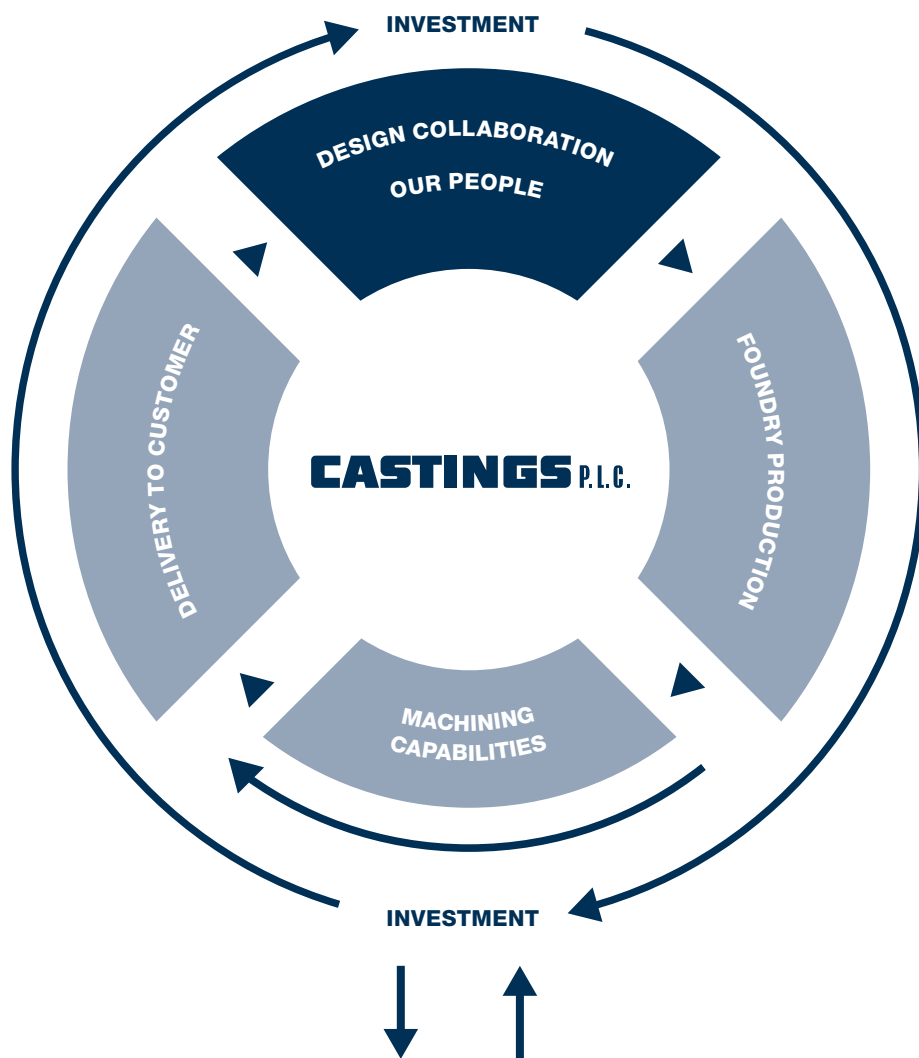 INVESTMENT
DESIGN COLLABORATION
OUR PEOPLE
FOUNDRY PRODUCTION
DELIVERY TO CUSTOMER
CASTINGS P.L.C.
MACHINING
CAPABILITIES
INVESTMENT